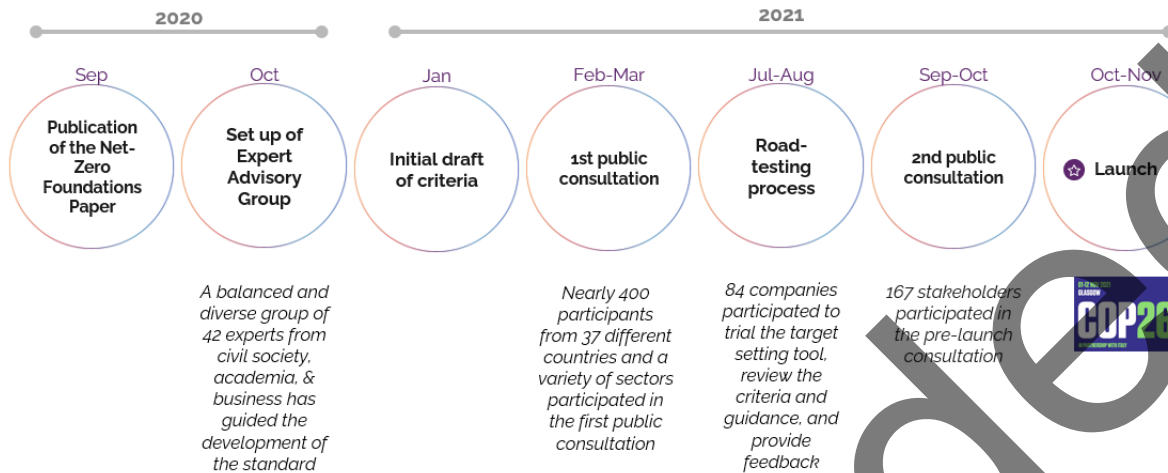 2020
2021
Sep
Oct
Jan
Feb-Mar
Jul-Aug
Sep-Oct
Oct-Nov
Publication
of the Net-
Zero
Foundations
Paper
Set up of
Expert
Advisory
Group
Initial draft
of criteria
1st public
consultation
Road-
testing
process
2nd public
consultation
Launch
A balanced and
diverse group of
42 experts from
civil society,
academia, &
business has
guided the
development of
the standard
Nearly 400
participants
from 37 different
countries and a
variety of sectors
participated in
the first public
consultation
84 companies
participated to
trial the target
setting tool,
review the
criteria and
guidance, and
provide
feedback
167 stakeholders
participated in
the pre-launch
consultation
GLASGOW
COP26